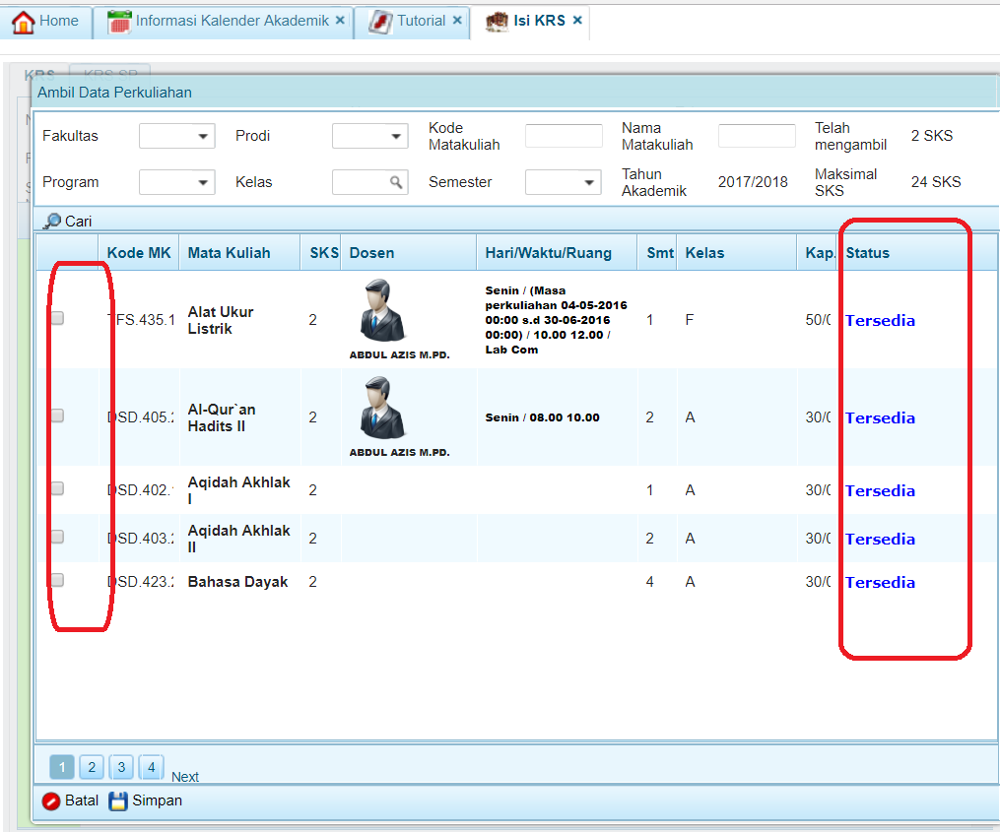 Home Informasi Kalender Akademik × Tutorial × Isi KRS ×
KRS KRS SP
Ambil Data Perkuliahan
Fakultas Prodi Kode Matakuliah Nama Matakuliah Telah mengambil 2 SKS
Program Kelas Semester Tahun Akademik 2017/2018 Maksimal SKS 24 SKS
Cari
Kode MK Mata Kuliah SKS Dosen Hari/Waktu/Ruang Smt Kelas Kap. Status
TFS.435.1 Alat Ukur Listrik 2 ABDUL AZIS M.PD. Senin / (Masa perkuliahan 04-05-2016 00:00 s.d 30-06-2016 00:00) / 10.00 12.00 / Lab Com 1 F 50/0 Tersedia
DSD.405.2 Al-Qur`an Hadits II 2 ABDUL AZIS M.PD. Senin / 08.00 10.00 2 A 30/0 Tersedia
DSD.402.1 Aqidah Akhlak I 2 1 A 30/0 Tersedia
DSD.403.2 Aqidah Akhlak II 2 2 A 30/0 Tersedia
DSD.423.2 Bahasa Dayak 2 4 A 30/0 Tersedia
1 2 3 4 Next
Batal Simpan